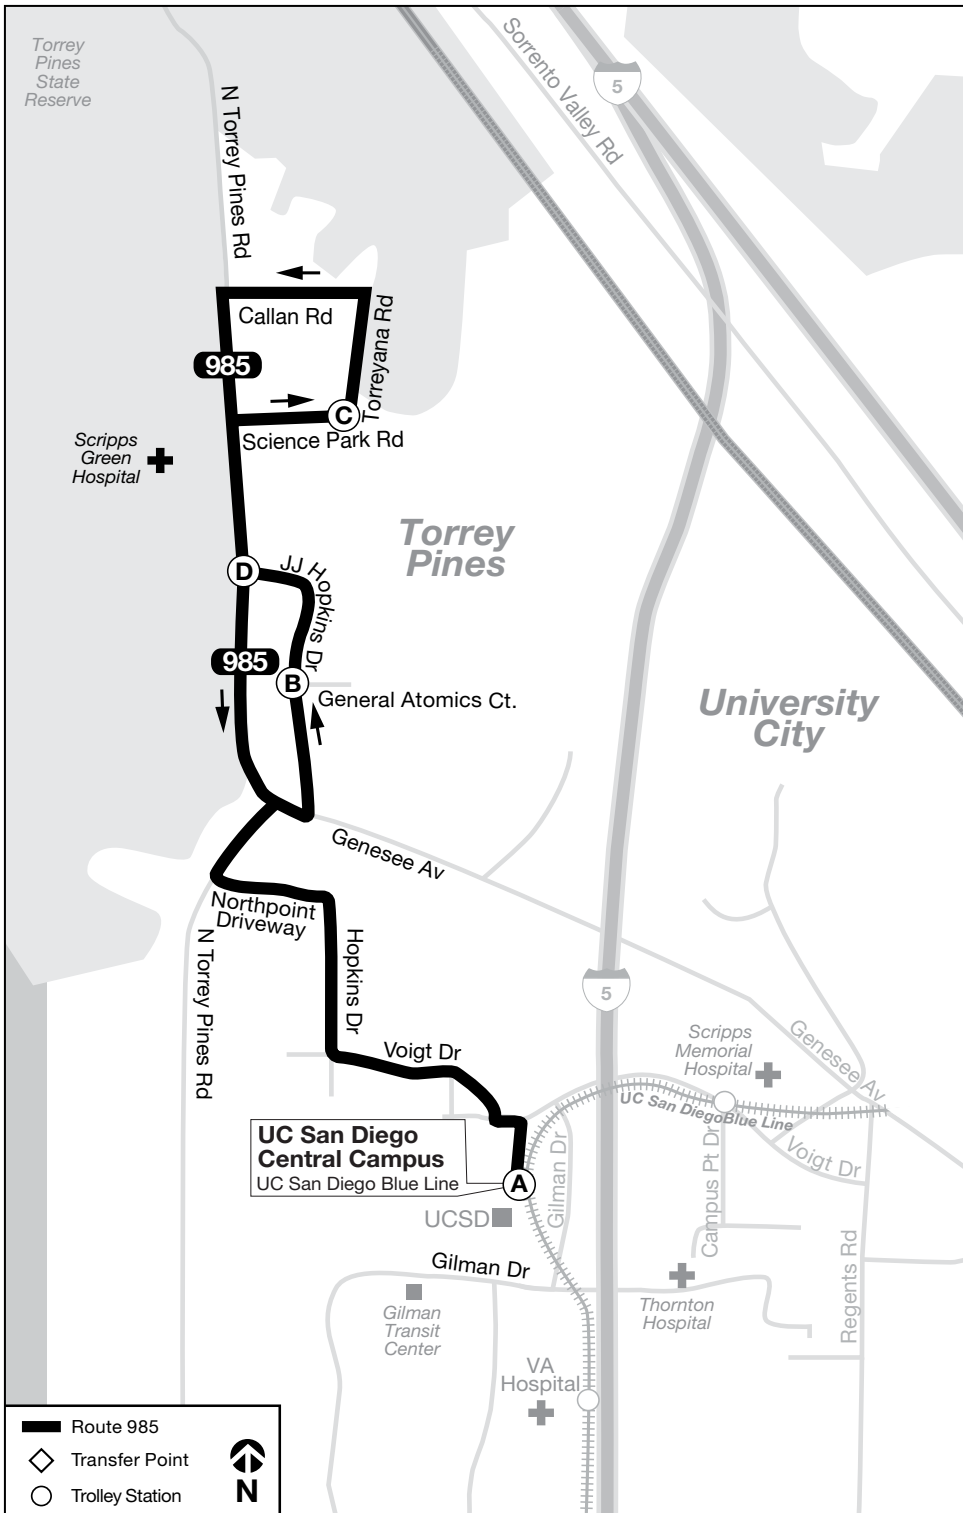 Torrey
Pines
State
Reserve
N Torrey Pines Rd
Sorrento Valley Rd
5
Callan Rd
Torreyana Rd
985
C
Science Park Rd
Scripps
Green
Hospital
Torrey
Pines
D
JJ Hopkins Dr
985
B
General Atomics Ct.
University
City
Genesee Av
Northpoint
Driveway
N Torrey Pines Rd
Hopkins Dr
5
Voigt Dr
Scripps
Memorial
Hospital
Genesee Av
UC San DiegoBlue Line
Voigt Dr
UC San Diego
Central Campus
UC San Diego Blue Line
A
Gilman Dr
Campus Pt Dr
UCSD
Gilman Dr
Regents Rd
Gilman
Transit
Center
Thornton
Hospital
VA
Hospital
Route 985
Transfer Point
Trolley Station
N